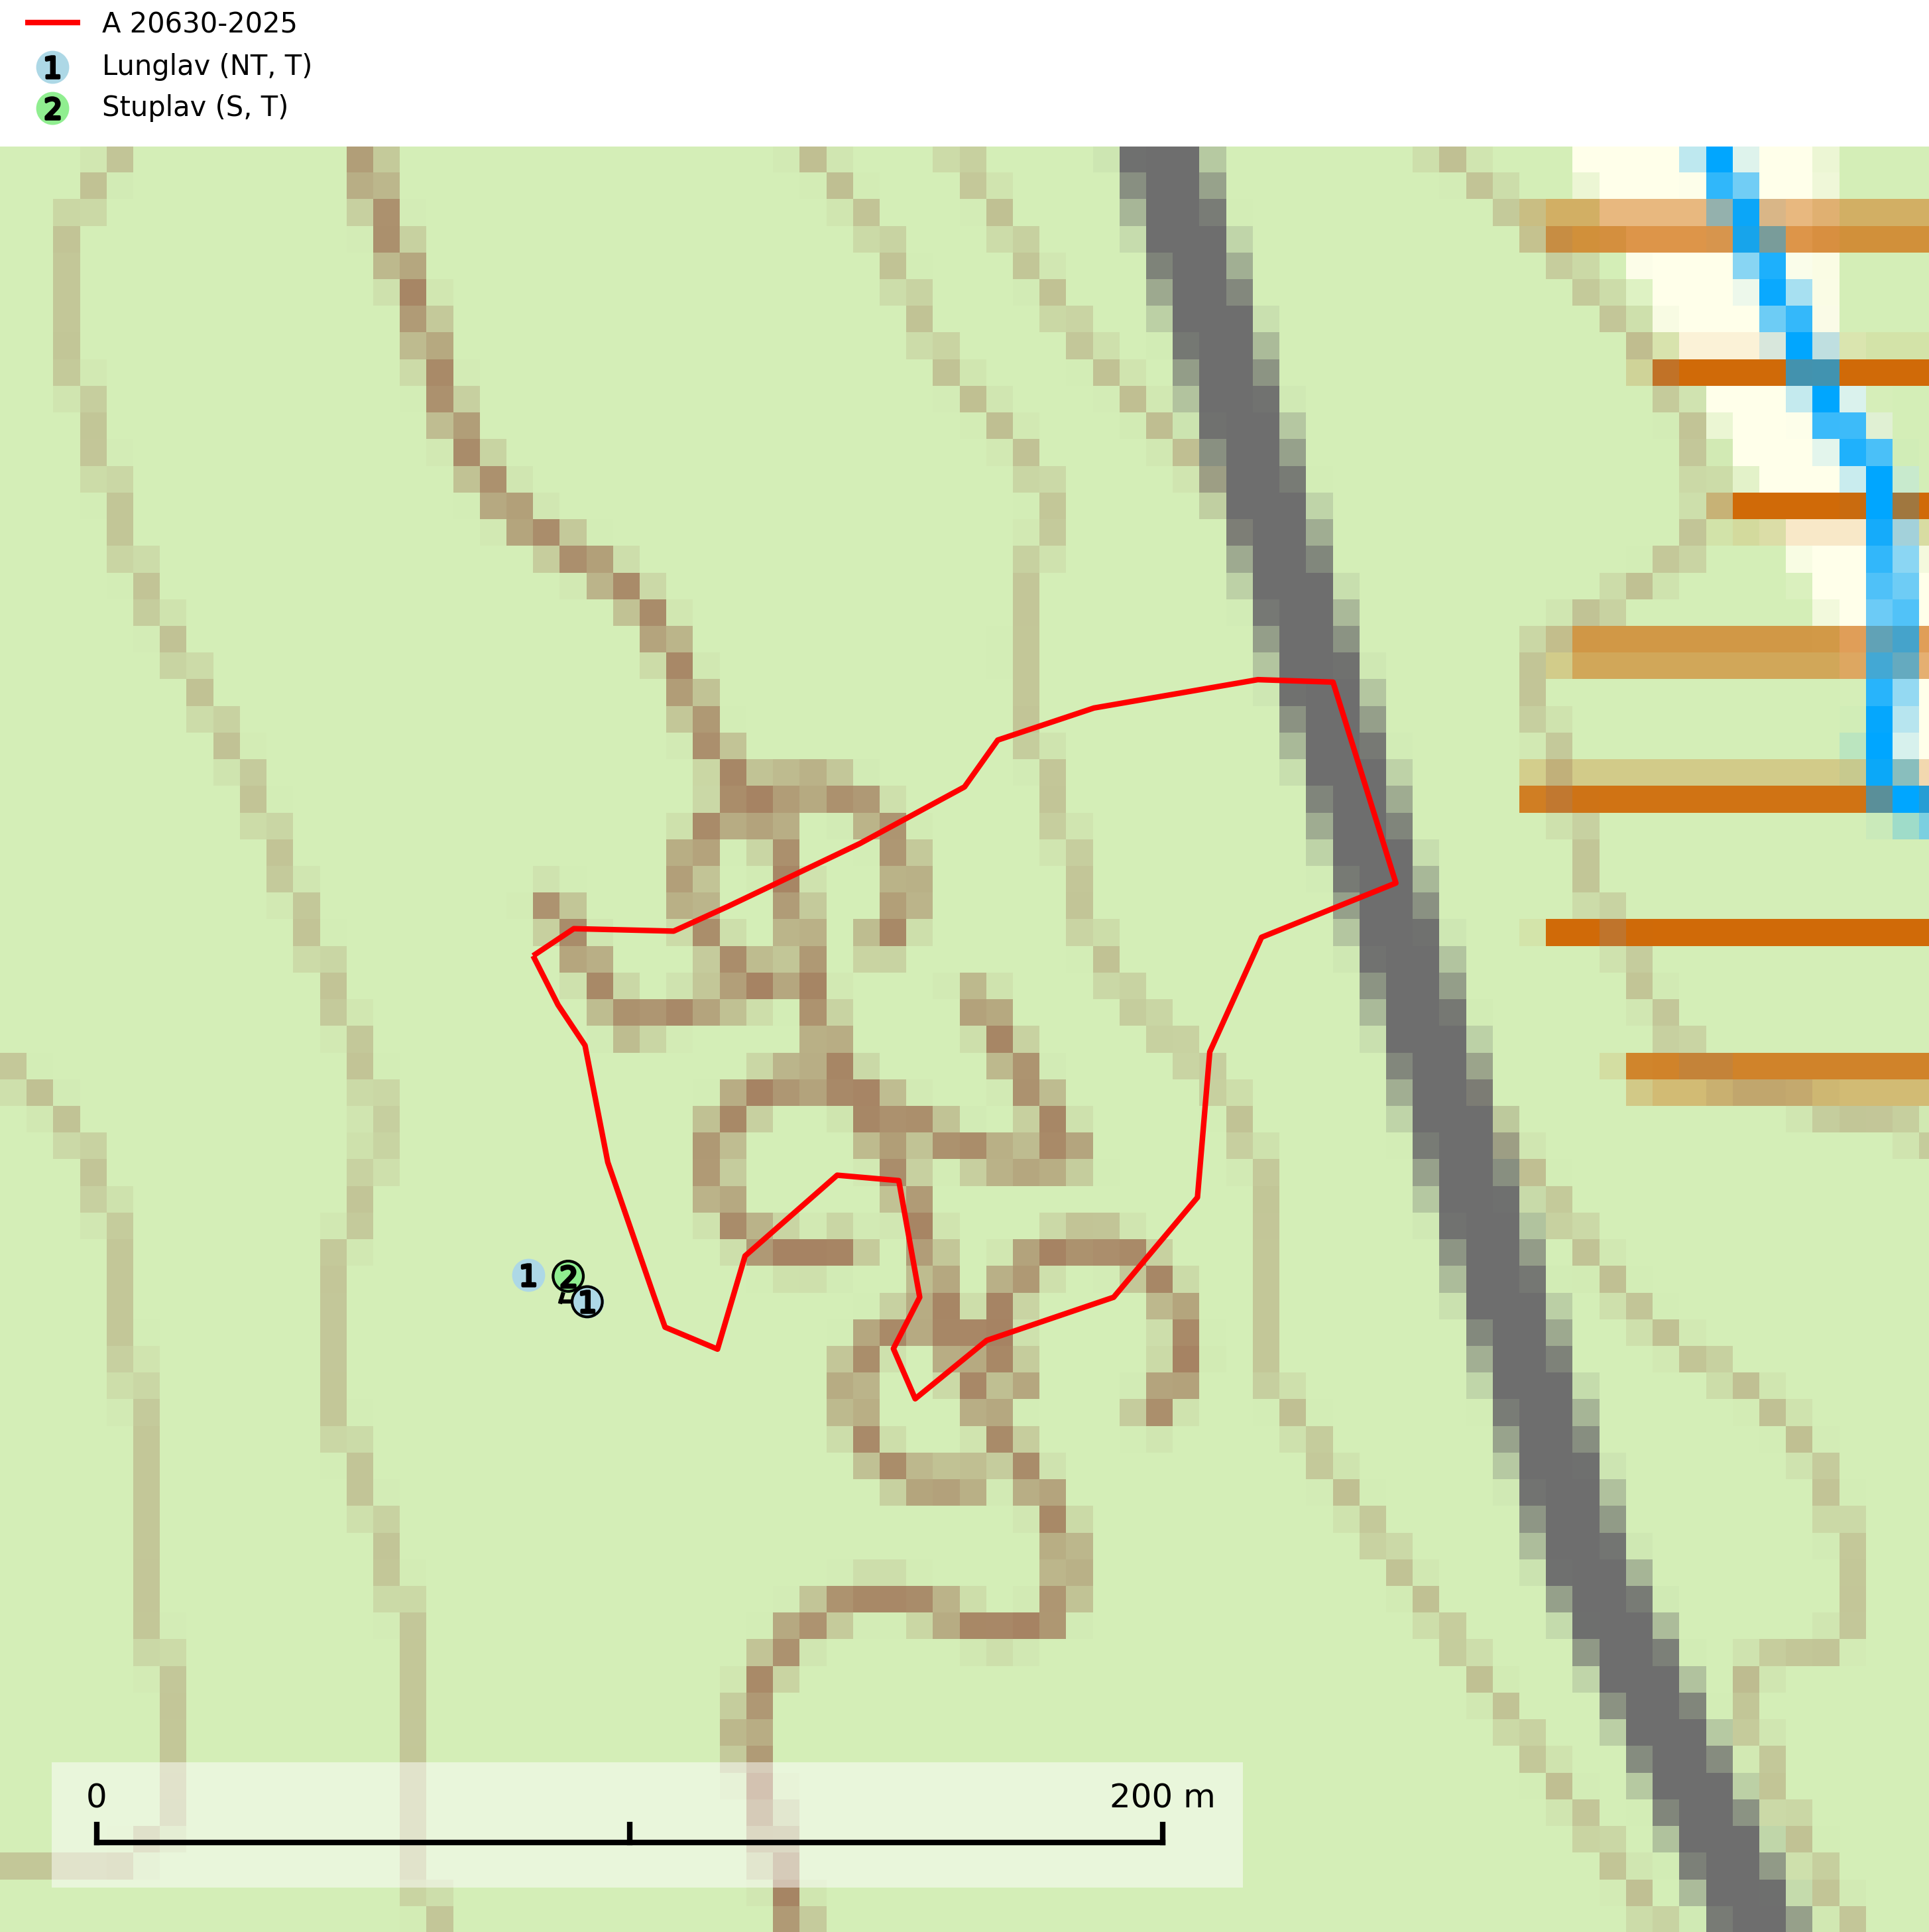 A 20630-2025
1 Lunglav (NT, T)
2 Stuplav (S, T)
1 2
1
0 200 m